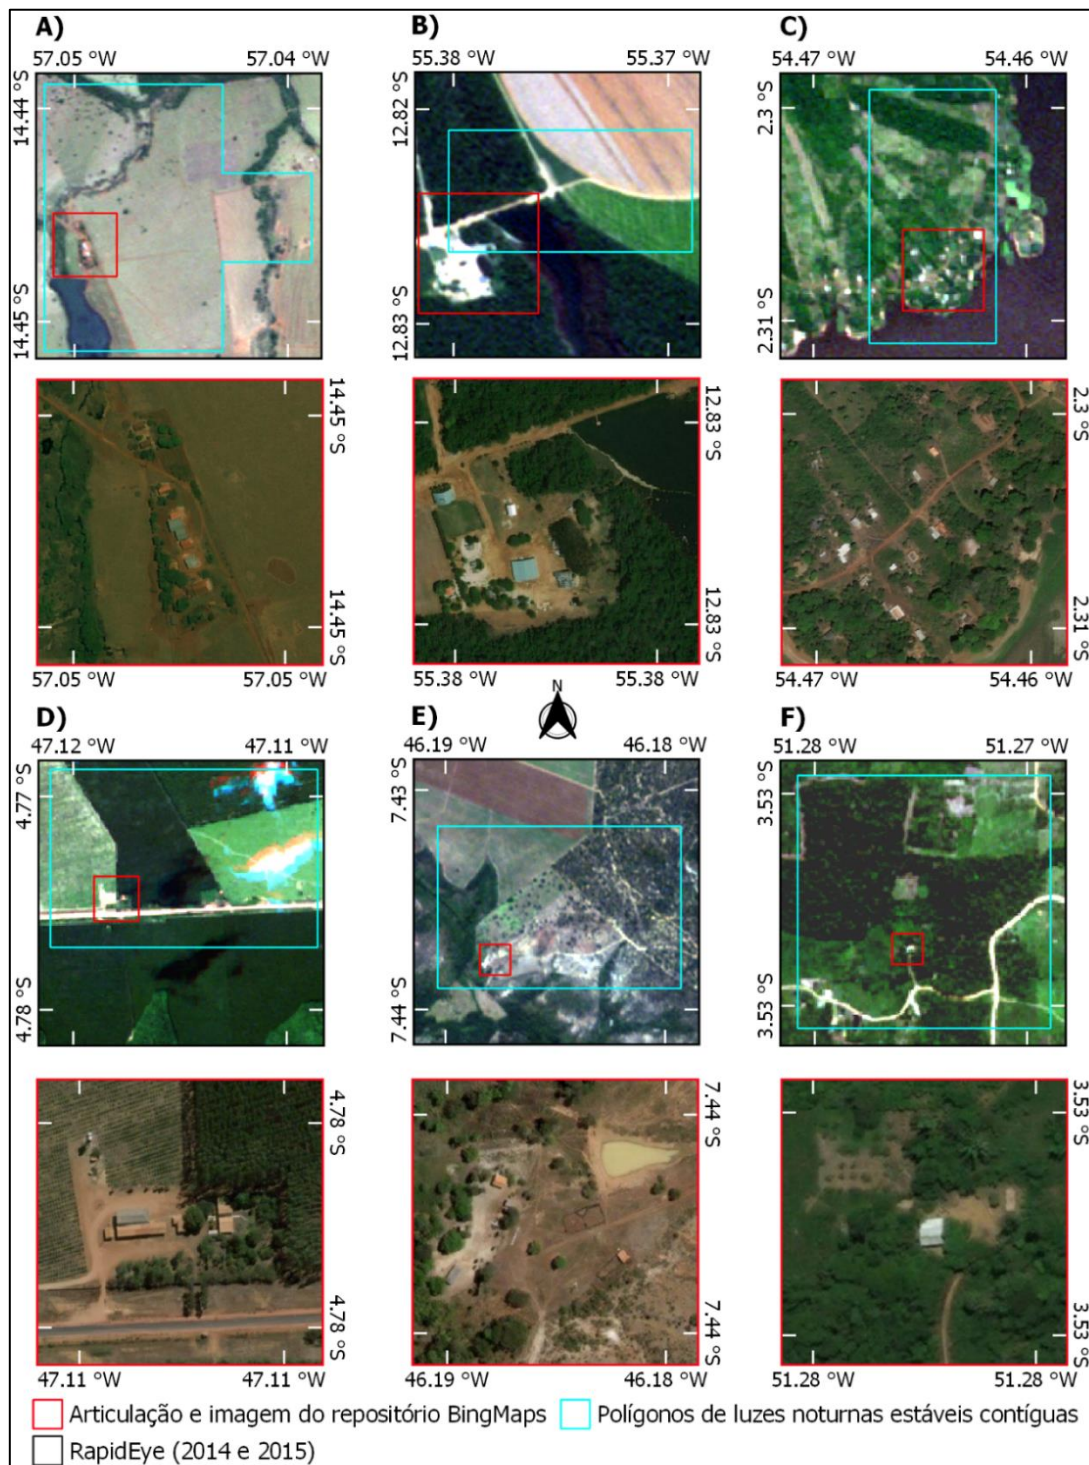 A)
B)
C)
57.05 °W 57.04 °W
55.38 °W 55.37 °W
54.47 °W 54.46 °W
14.44 °S
14.45 °S
12.82 °S
12.83 °S
2.3 °S
2.31 °S
14.45 °S
14.45 °S
12.83 °S
12.83 °S
2.3 °S
2.31 °S
57.05 °W 57.05 °W
55.38 °W 55.38 °W
54.47 °W 54.46 °W
N
D)
E)
F)
47.12 °W 47.11 °W
46.19 °W 46.18 °W
51.28 °W 51.27 °W
4.77 °S
4.78 °S
7.43 °S
7.44 °S
3.53 °S
3.53 °S
4.78 °S
4.78 °S
7.44 °S
7.44 °S
3.53 °S
3.53 °S
47.11 °W 47.11 °W
46.19 °W 46.18 °W
51.28 °W 51.28 °W
Articulação e imagem do repositório BingMaps
Polígonos de luzes noturnas estáveis contíguas
RapidEye (2014 e 2015)